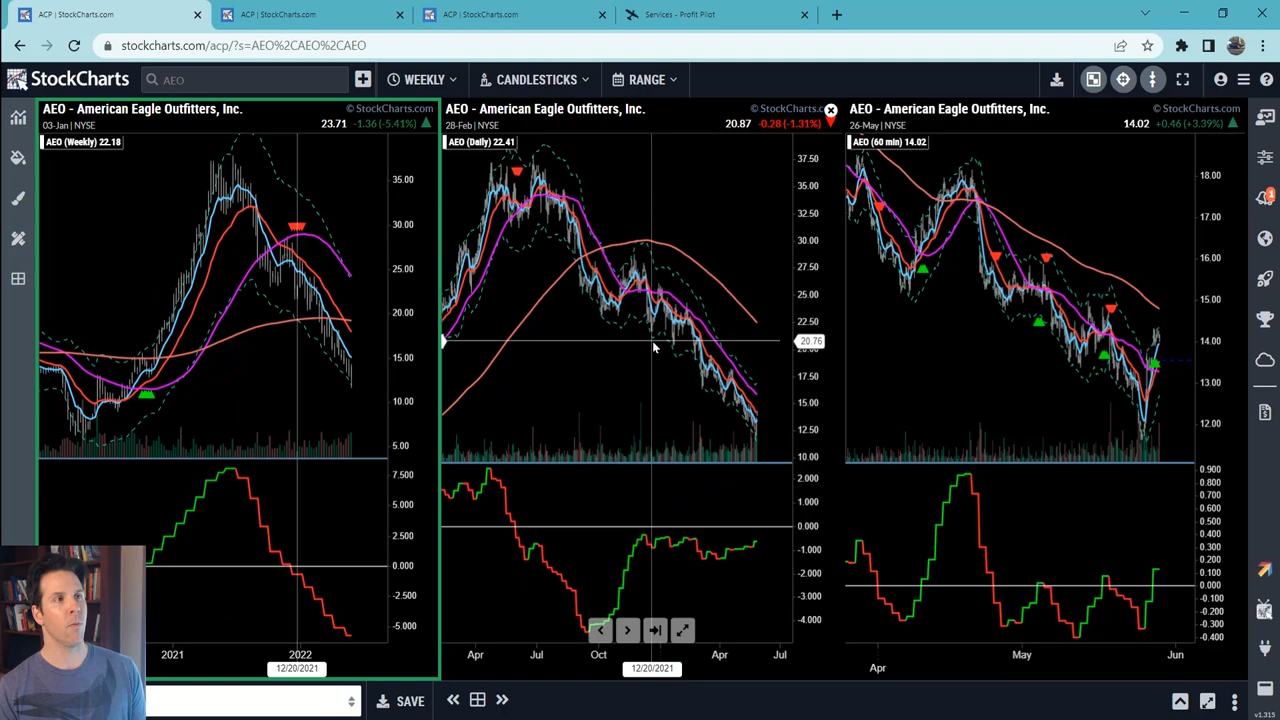 ACP | StockCharts.com
ACP | StockCharts.com
ACP | StockCharts.com
Services - Profit Pilot
stockcharts.com/acp/?s=AEO%2CAEO%2CAEO
StockCharts
AEO
WEEKLY
CANDLESTICKS
RANGE
AEO - American Eagle Outfitters, Inc.
© StockCharts.com
03-Jan | NYSE
23.71 -1.36 (-5.41%)
AEO (Weekly) 22.18
35.00
30.00
25.00
20.00
15.00
10.00
5.00
7.500
5.000
2.500
0.000
-2.500
-5.000
2021
2022
12/20/2021
AEO - American Eagle Outfitters, Inc.
© StockCharts.c
28-Feb | NYSE
20.87 -0.28 (-1.31%)
AEO (Daily) 22.41
37.50
35.00
32.50
30.00
27.50
25.00
22.50
20.76
20.00
17.50
15.00
12.50
10.00
2.000
1.000
0.000
-1.000
-2.000
-3.000
-4.000
Apr
Jul
Oct
Apr
Jul
12/20/2021
AEO - American Eagle Outfitters, Inc.
© StockCharts.com
26-May | NYSE
14.02 +0.46 (+3.39%)
AEO (60 min) 14.02
18.00
17.00
16.00
15.00
14.00
13.00
12.00
0.900
0.800
0.700
0.600
0.500
0.400
0.300
0.200
0.100
0.000
-0.100
-0.200
-0.300
-0.400
Apr
May
Jun
1
SAVE
v1.315